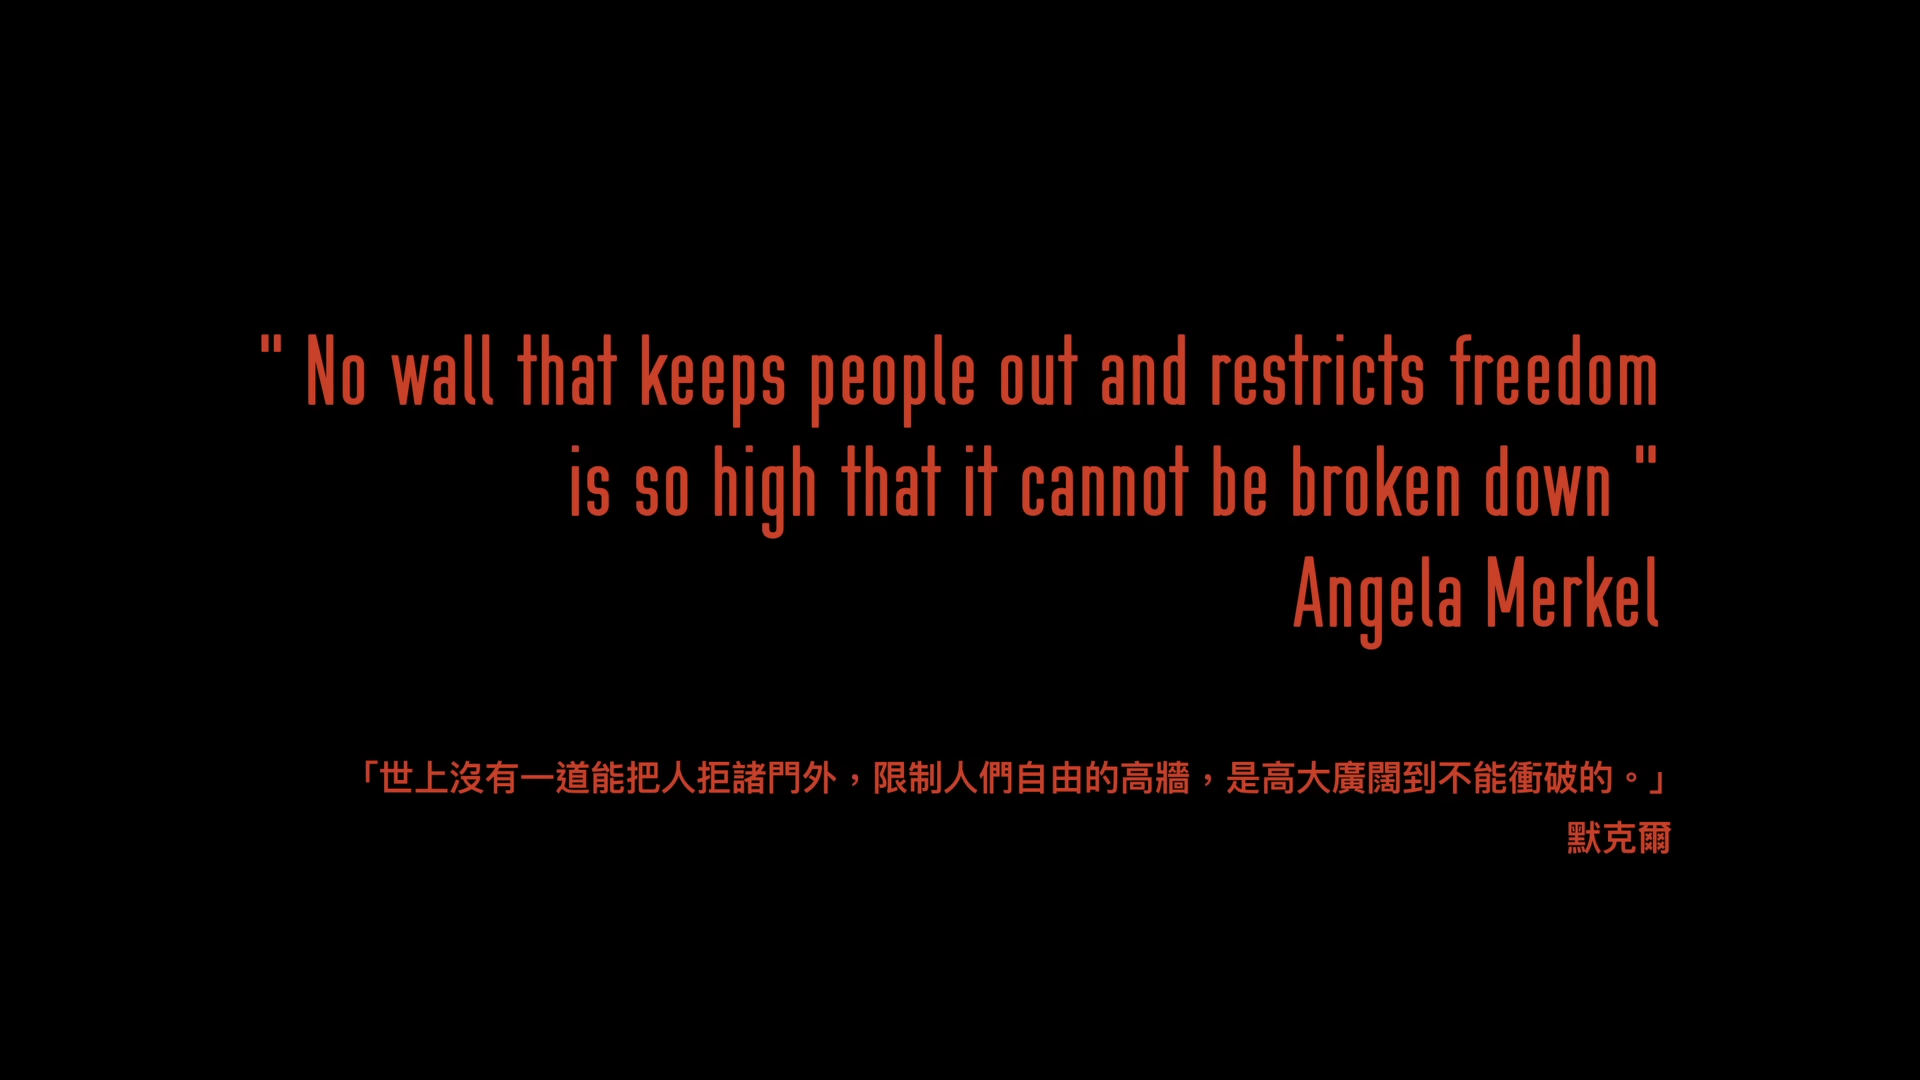 " No wall that keeps people out and restricts freedom
is so high that it cannot be broken down "
Angela Merkel
「世上沒有一道能把人拒諸門外，限制人們自由的高牆，是高大廣闊到不能衝破的。」
默克爾